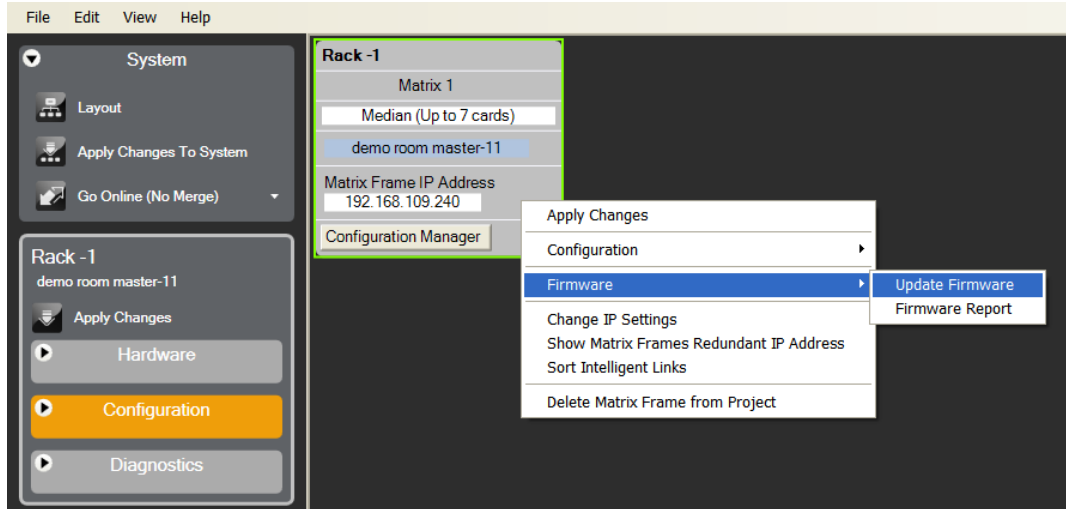 File Edit View Help
System
Layout
Apply Changes To System
Go Online (No Merge)
Rack -1
demo room master-11
Apply Changes
Hardware
Configuration
Diagnostics
Rack -1
Matrix 1
Median (Up to 7 cards)
demo room master-11
Matrix Frame IP Address
192.168.109.240
Configuration Manager
Apply Changes
Configuration
Firmware
Change IP Settings
Show Matrix Frames Redundant IP Address
Sort Intelligent Links
Delete Matrix Frame from Project
Update Firmware
Firmware Report